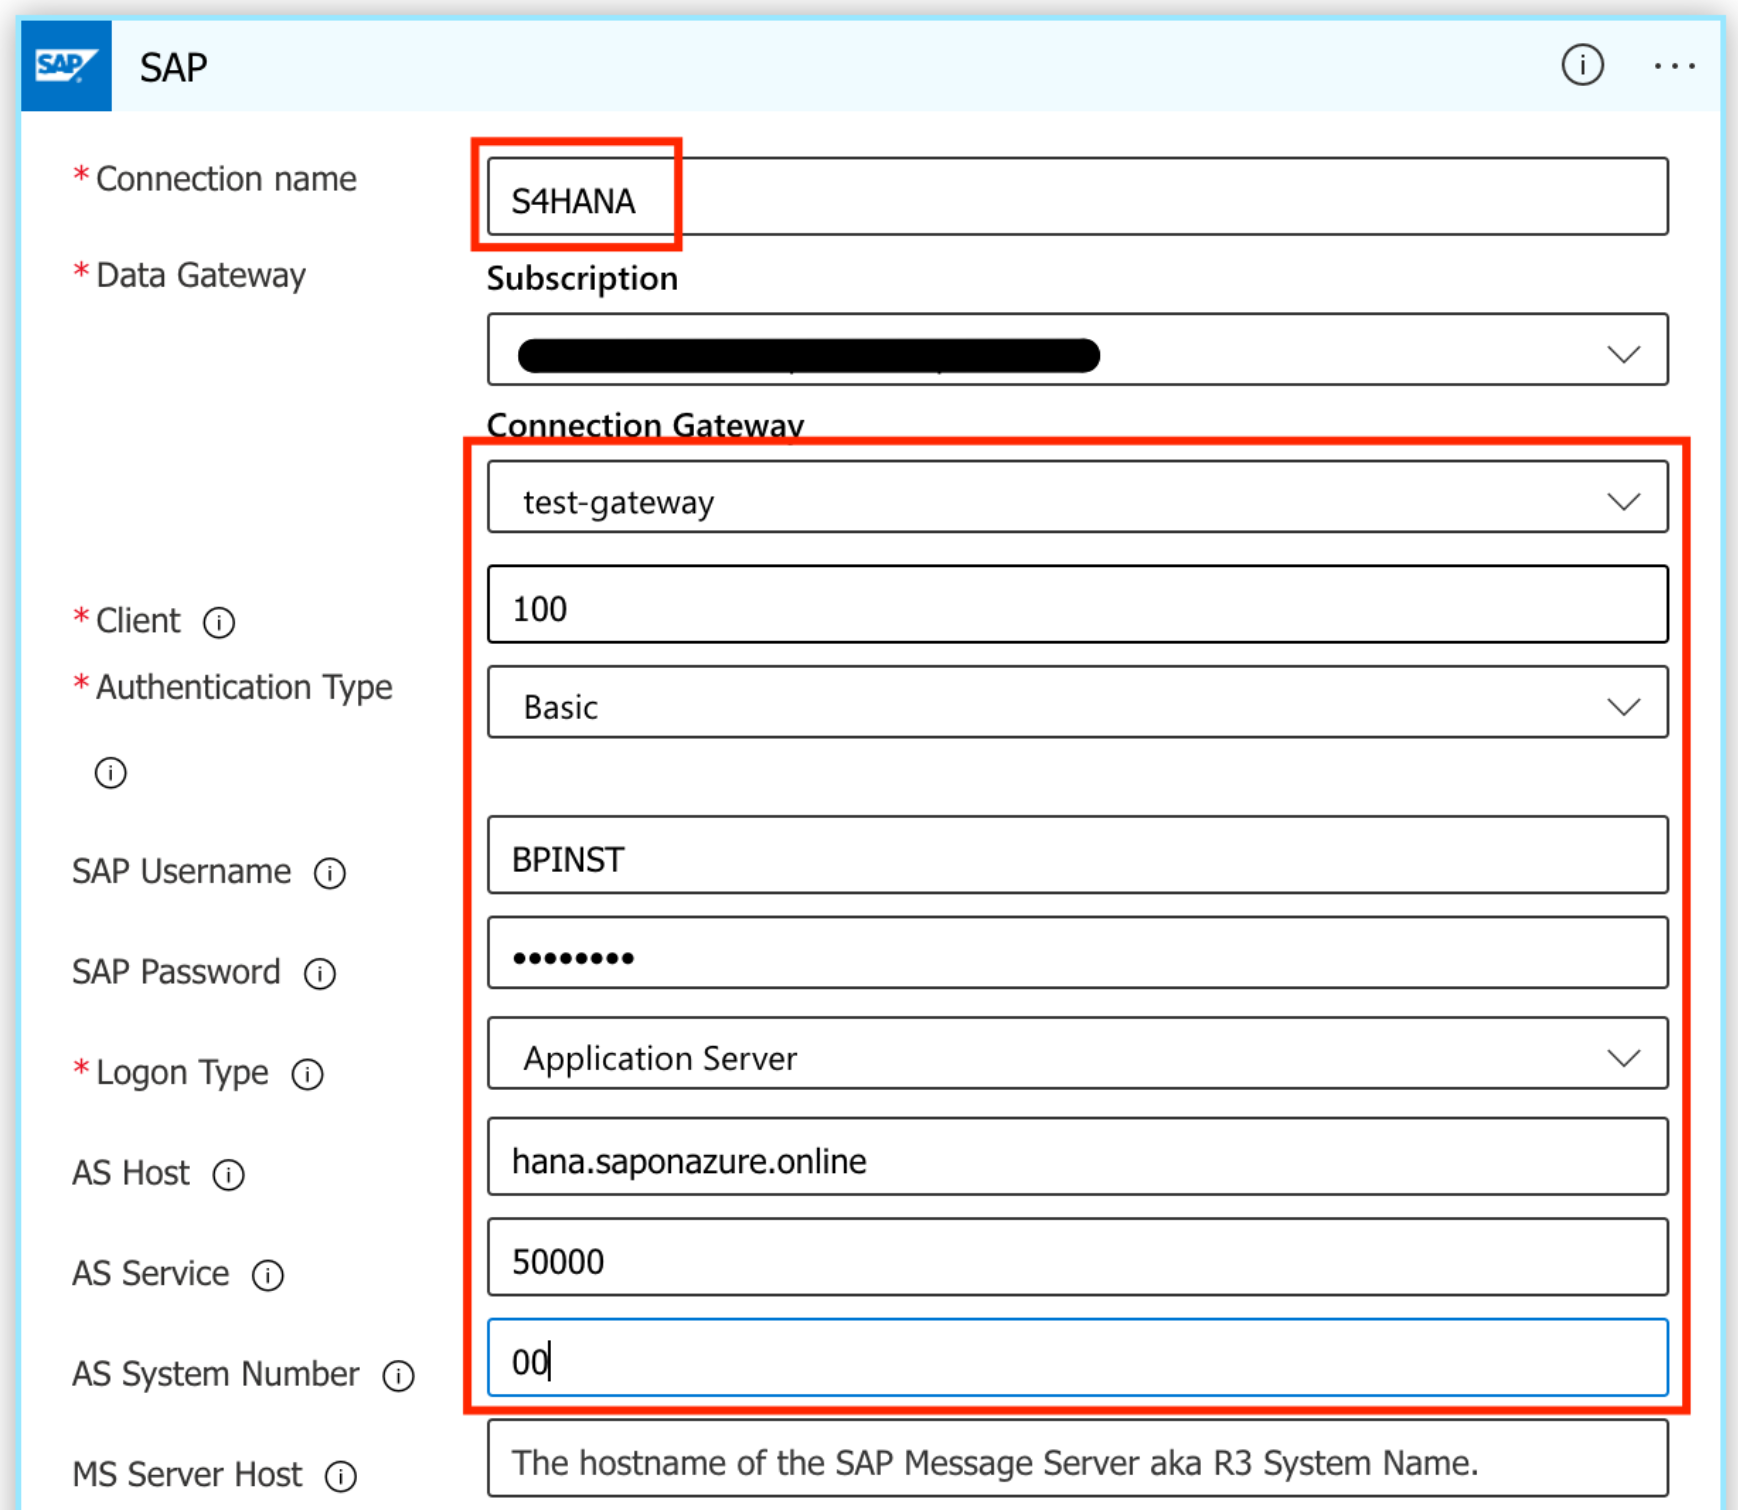 SAP SAP
* Connection name
S4HANA
* Data Gateway
Subscription
Connection Gateway
test-gateway
* Client
100
* Authentication Type
Basic
SAP Username
BPINST
SAP Password
••••••••
* Logon Type
Application Server
AS Host
hana.saponazure.online
AS Service
50000
AS System Number
00
MS Server Host
The hostname of the SAP Message Server aka R3 System Name.